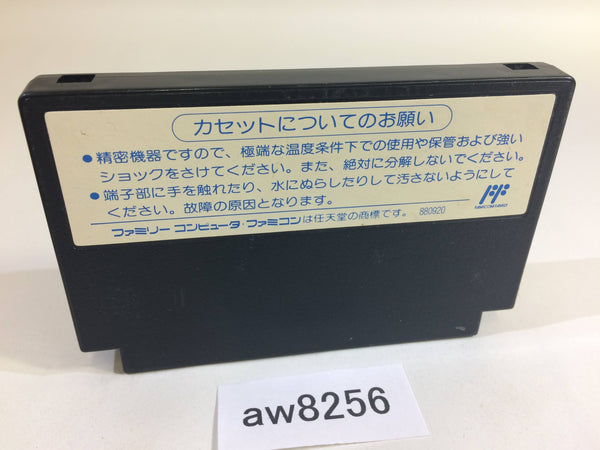 カセットについてのお願い
●精密機器ですので、極端な温度条件下での使用や保管および強い
ショックをさけてください。また、絶対に分解しないでください。
●端子部に手を触れたり、水にぬらしたりして汚さないようにして
ください。故障の原因となります。
ファミリー コンピュータ・ファミコンは任天堂の商標です。 880920
aw8256